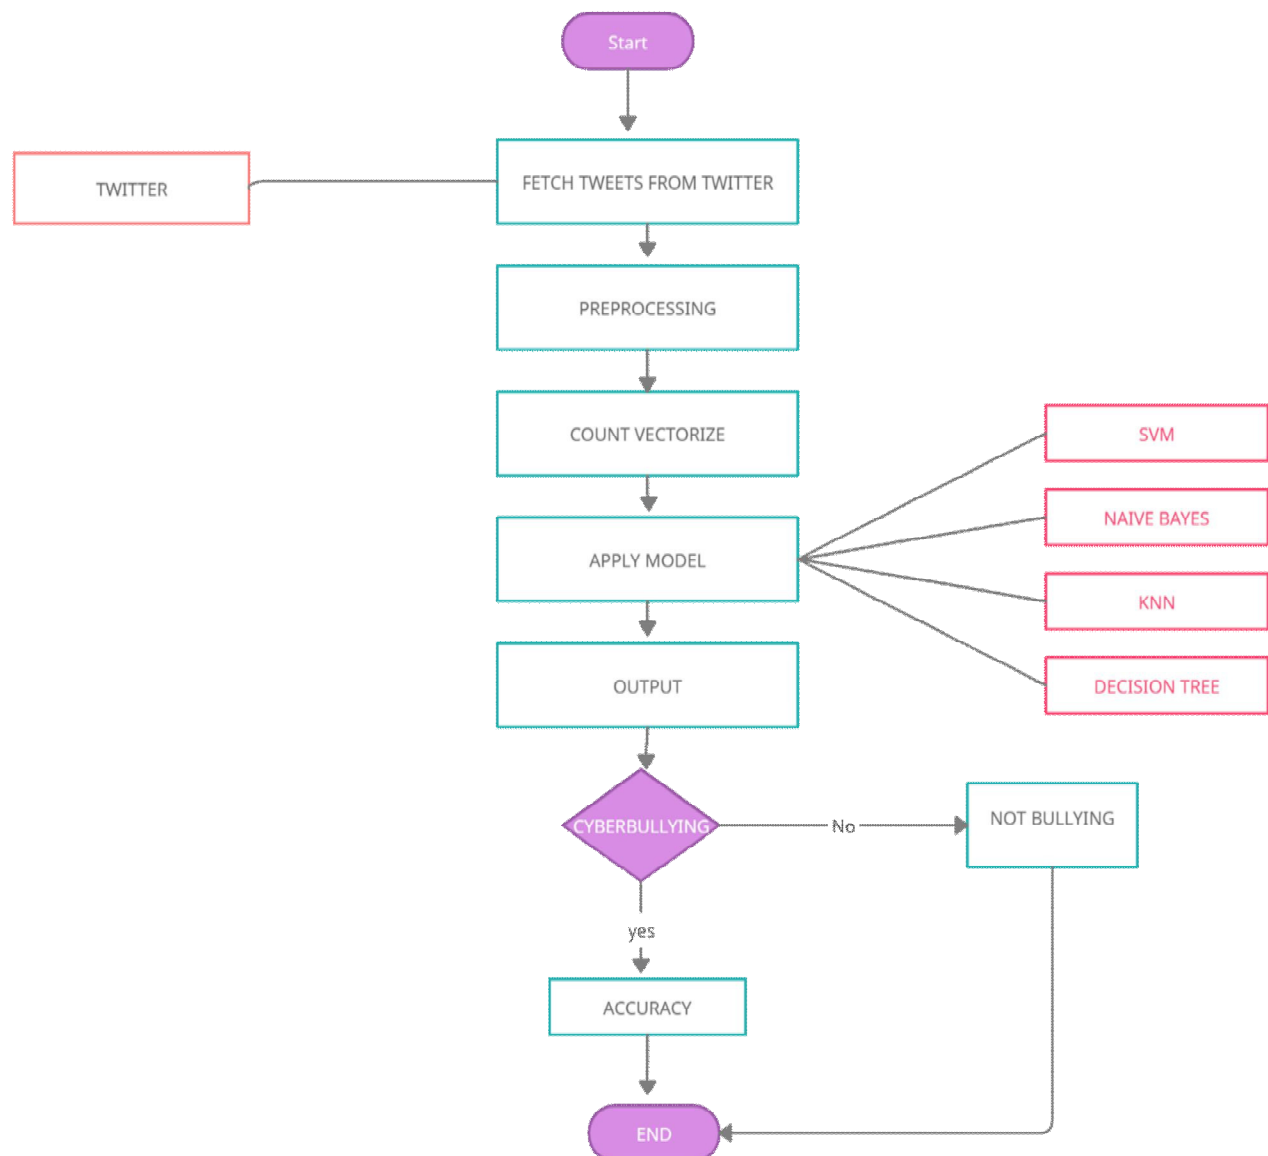 Start
TWITTER
FETCH TWEETS FROM TWITTER
PREPROCESSING
COUNT VECTORIZE
SVM
NAIVE BAYES
APPLY MODEL
KNN
OUTPUT
DECISION TREE
CYBERBULLYING
No
NOT BULLYING
yes
ACCURACY
END